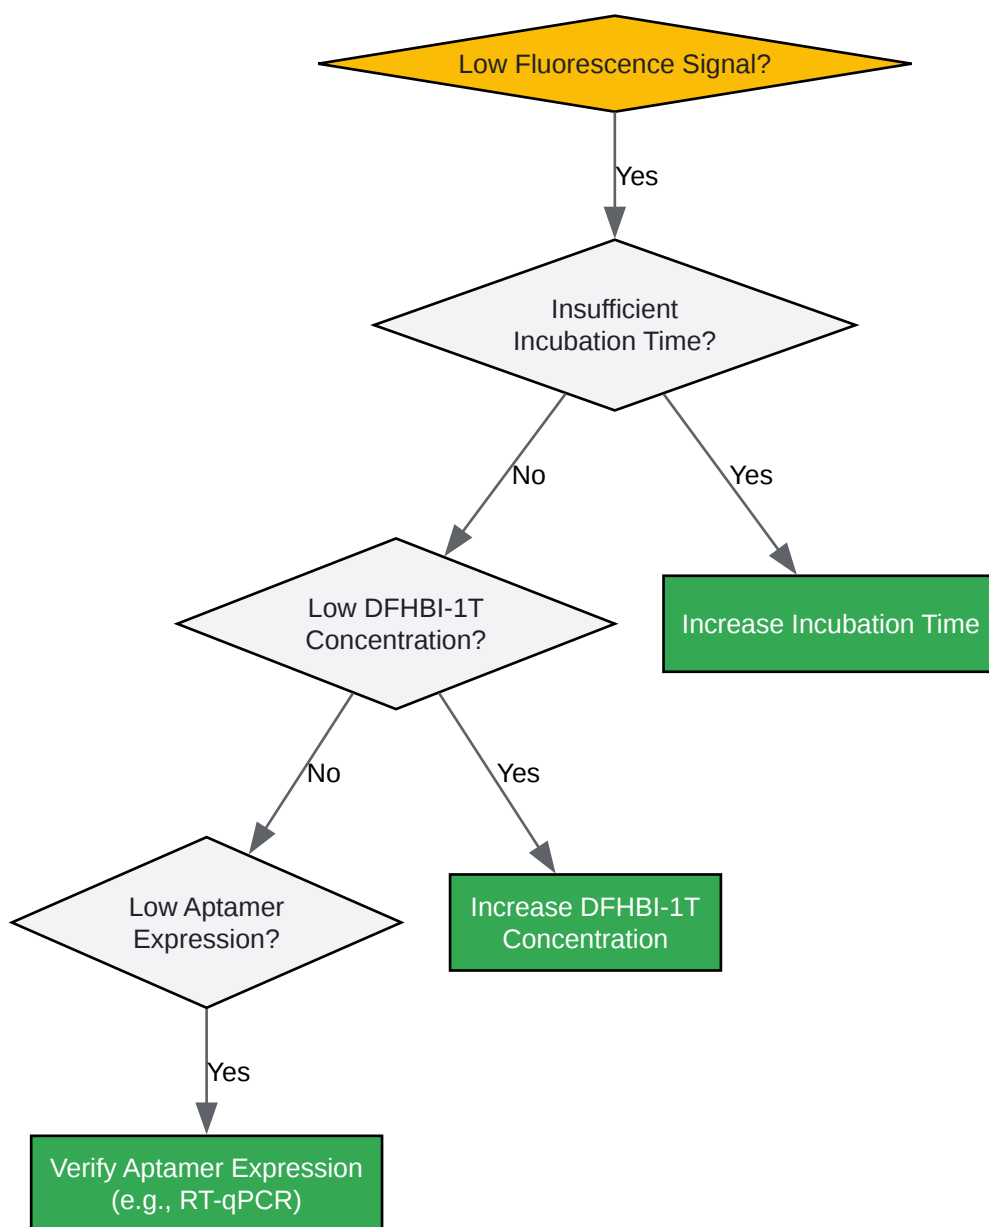 Low Fluorescence Signal?
Yes
Insufficient
Incubation Time?
No
Yes
Low DFHBI-1T
Concentration?
Increase Incubation Time
No
Yes
Low Aptamer
Expression?
Increase DFHBI-1T
Concentration
Yes
Verify Aptamer Expression
(e.g., RT-qPCR)